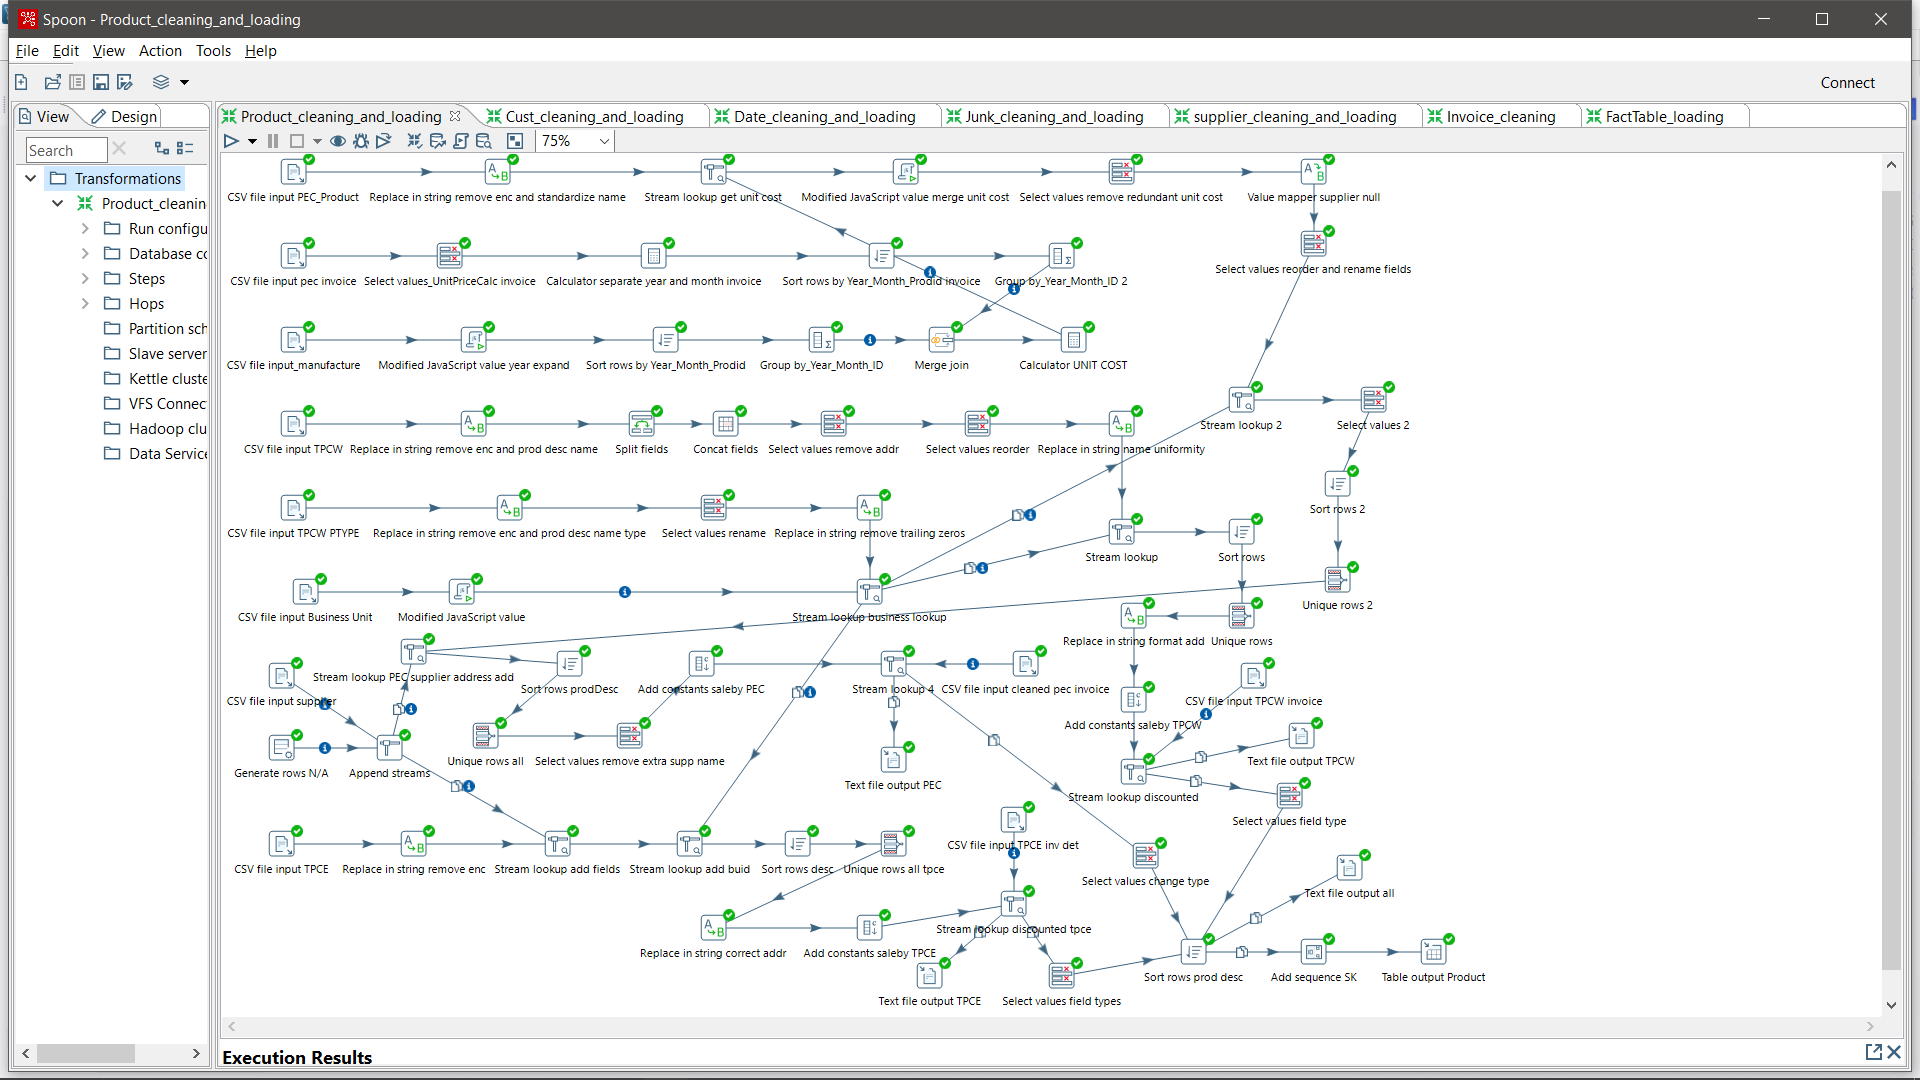 Spoon - Product_cleaning_and_loading
File Edit View Action Tools Help
Connect
View Design
Search
Transformations
Product_cleanin
Run configu
Database co
Steps
Hops
Partition sch
Slave server
Kettle cluste
VFS Connec
Hadoop clu
Data Service
Product_cleaning_and_loading Cust_cleaning_and_loading Date_cleaning_and_loading Junk_cleaning_and_loading supplier_cleaning_and_loading Invoice_cleaning FactTable_loading
75%
CSV file input PEC_Product Replace in string remove enc and standardize name Stream lookup get unit cost Modified JavaScript value merge unit cost Select values remove redundant unit cost Value mapper supplier null
Select values reorder and rename fields
CSV file input pec invoice Select values_UnitPriceCalc invoice Calculator separate year and month invoice Sort rows by Year_Month_Prodid invoice Group by_Year_Month_ID 2
CSV file input_manufacture Modified JavaScript value year expand Sort rows by Year_Month_Prodid Group by_Year_Month_ID Merge join Calculator UNIT COST
Stream lookup 2 Select values 2
CSV file input TPCW Replace in string remove enc and prod desc name Split fields Concat fields Select values remove addr Select values reorder Replace in string name uniformity
Sort rows 2
CSV file input TPCW PTYPE Replace in string remove enc and prod desc name type Select values rename Replace in string remove trailing zeros
Stream lookup Sort rows
Unique rows 2
CSV file input Business Unit Modified JavaScript value Stream lookup business lookup
Replace in string format add Unique rows
Stream lookup PEC supplier address add
Sort rows prodDesc Add constants saleby PEC Stream lookup 4 CSV file input cleaned pec invoice
CSV file input supplier CSV file input TPCW invoice
Add constants saleby TPCW
Generate rows N/A Append streams Unique rows all Select values remove extra supp name Text file output TPCW
Text file output PEC
Stream lookup discounted
Select values field type
CSV file input TPCE inv det
CSV file input TPCE Replace in string remove enc Stream lookup add fields Stream lookup add buid Sort rows desc Unique rows all tpce
Select values change type
Text file output all
Stream lookup discounted tpce
Replace in string correct addr Add constants saleby TPCE
Sort rows prod desc Add sequence SK Table output Product
Text file output TPCE Select values field types
Execution Results